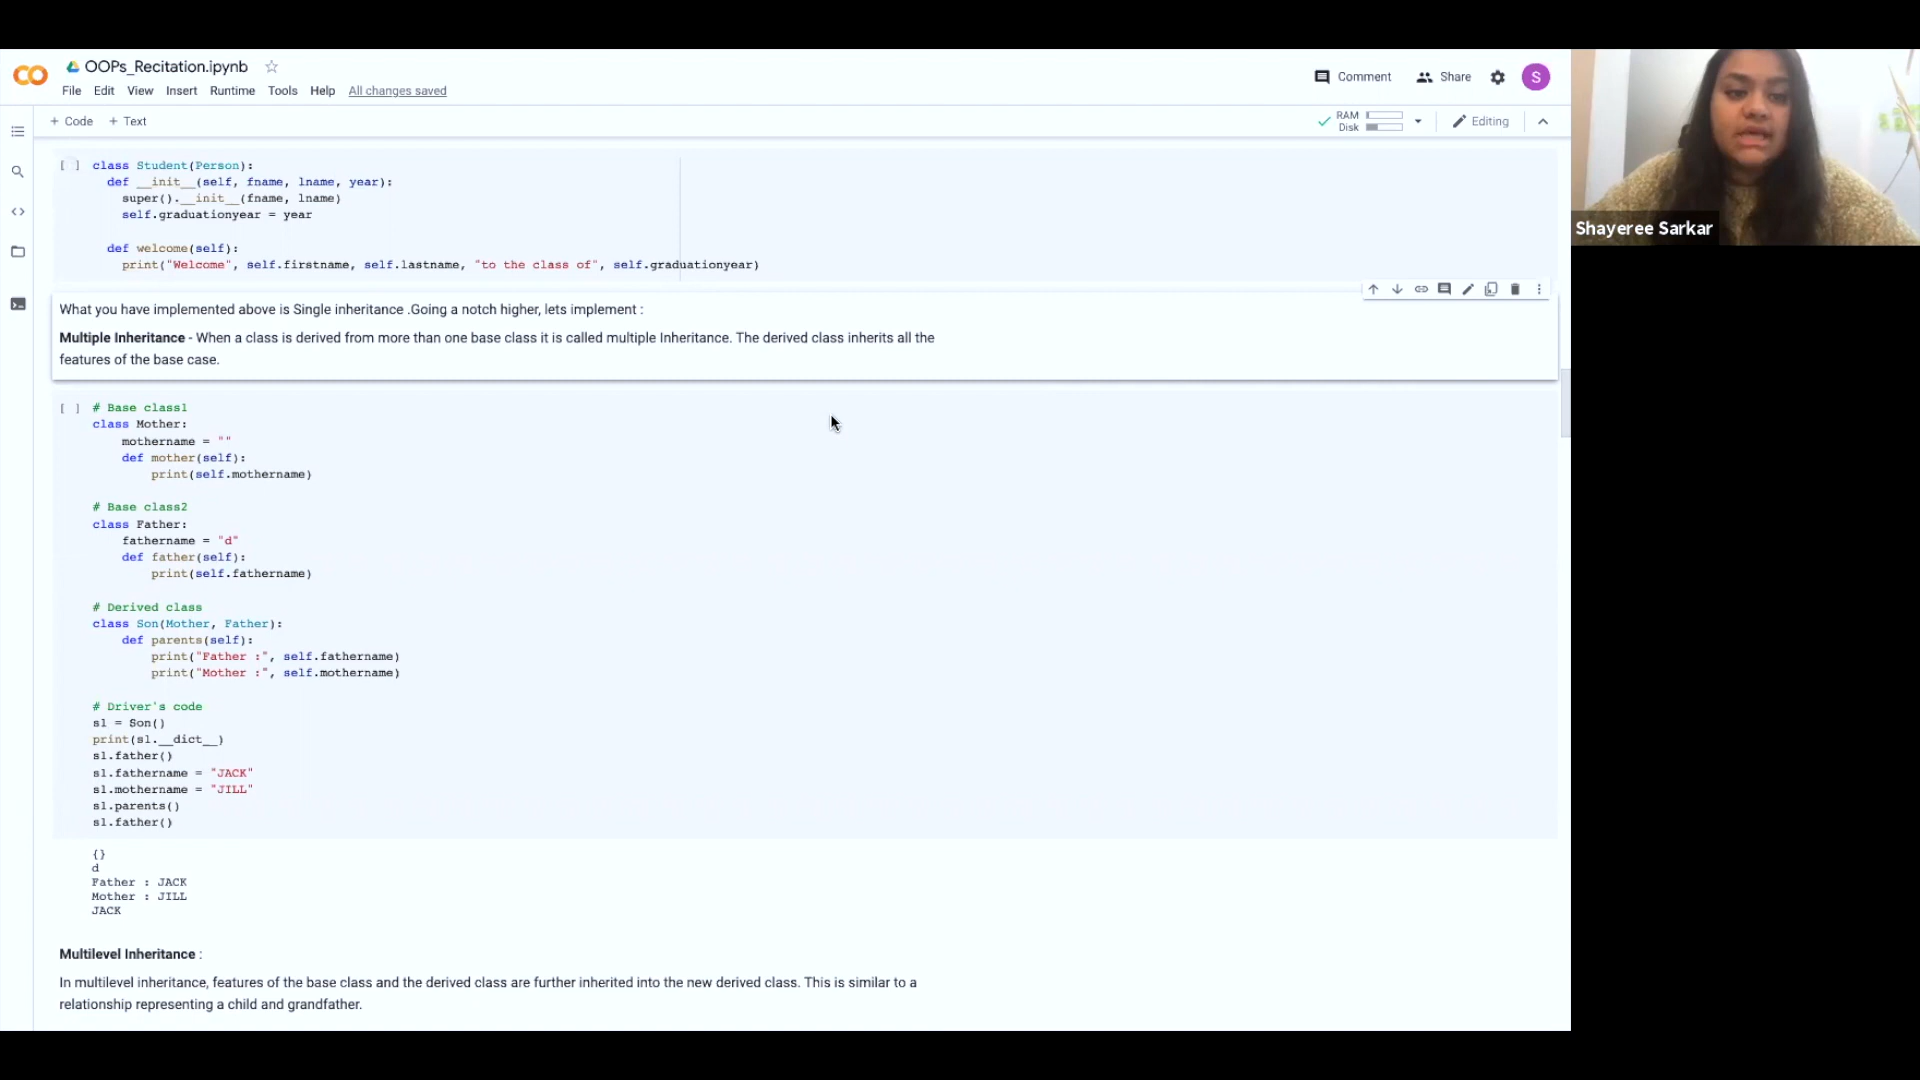 OOPs_Recitation.ipynb
File Edit View Insert Runtime Tools Help All changes saved
Comment Share S
+ Code + Text
RAM
Disk
Editing
Shayeree Sarkar
[ ] class Student(Person):
def __init__(self, fname, lname, year):
super().__init__(fname, lname)
self.graduationyear = year
def welcome(self):
print("Welcome", self.firstname, self.lastname, "to the class of", self.graduationyear)
What you have implemented above is Single inheritance .Going a notch higher, lets implement :
Multiple Inheritance - When a class is derived from more than one base class it is called multiple Inheritance. The derived class inherits all the
features of the base case.
[ ] # Base class1
class Mother:
mothername = ""
def mother(self):
print(self.mothername)
# Base class2
class Father:
fathername = "d"
def father(self):
print(self.fathername)
# Derived class
class Son(Mother, Father):
def parents(self):
print("Father :", self.fathername)
print("Mother :", self.mothername)
# Driver's code
s1 = Son()
print(s1.__dict__)
s1.father()
s1.fathername = "JACK"
s1.mothername = "JILL"
s1.parents()
s1.father()
{}
d
Father : JACK
Mother : JILL
JACK
Multilevel Inheritance :
In multilevel inheritance, features of the base class and the derived class are further inherited into the new derived class. This is similar to a
relationship representing a child and grandfather.